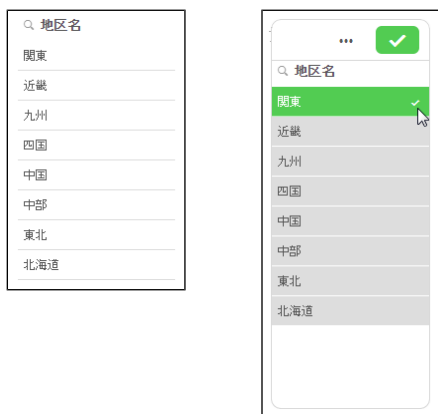 地区名
関東
近畿
九州
四国
中国
中部
東北
北海道
地区名
関東
近畿
九州
四国
中国
中部
東北
北海道